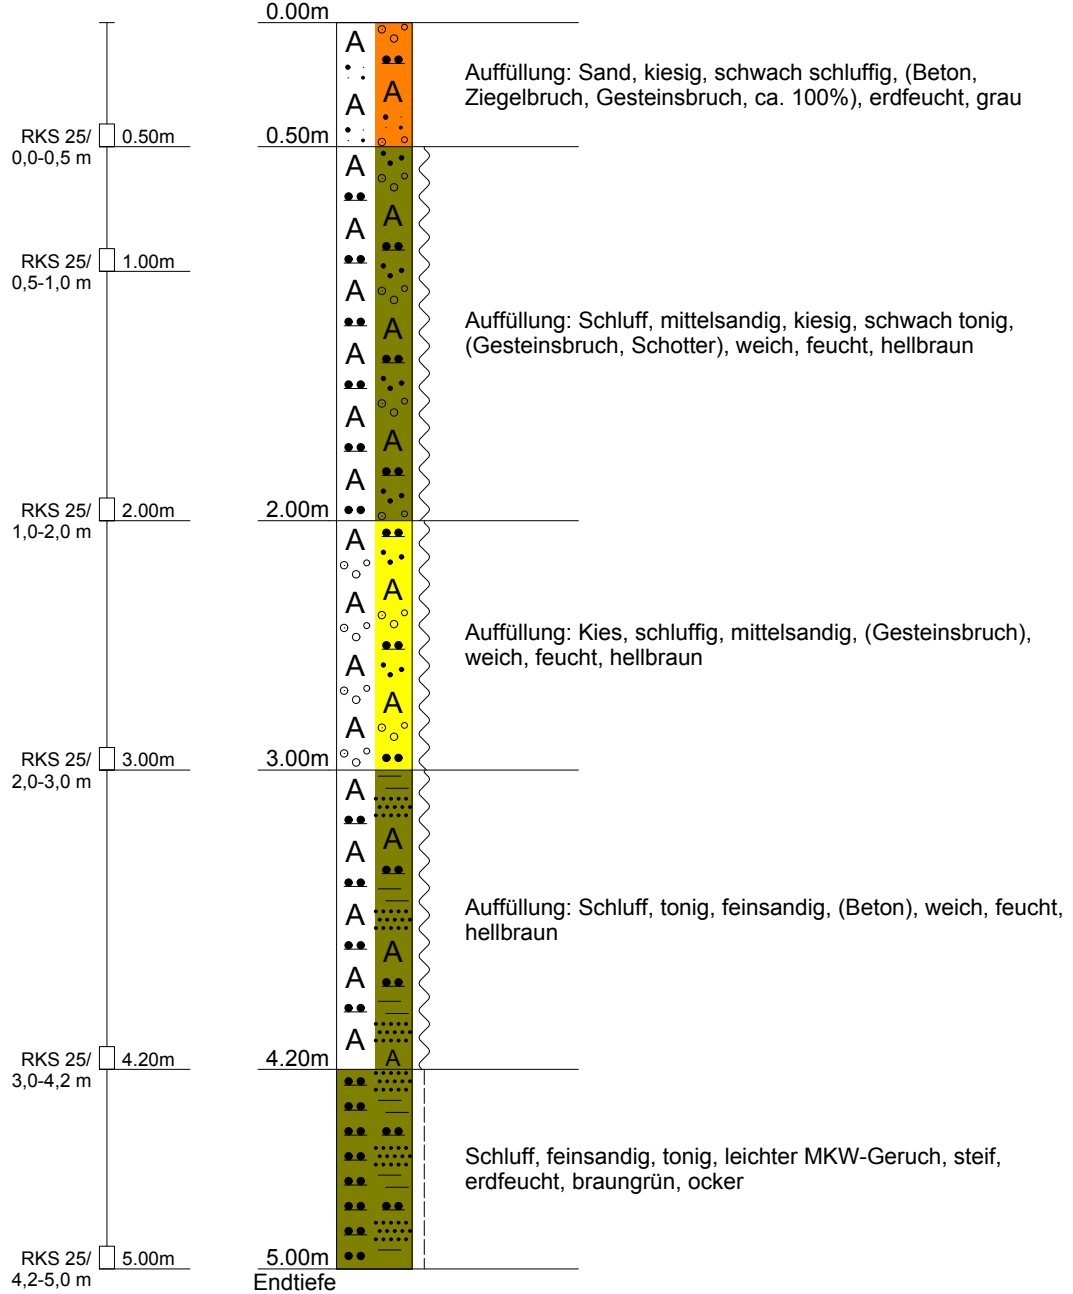 0.00m
A
A
A
Auffüllung: Sand, kiesig, schwach schluffig, (Beton,
Ziegelbruch, Gesteinsbruch, ca. 100%), erdfeucht, grau
RKS 25/
0,0-0,5 m
0.50m
0.50m
A
A
A
A
A
A
A
A
A
RKS 25/
0,5-1,0 m
1.00m
Auffüllung: Schluff, mittelsandig, kiesig, schwach tonig,
(Gesteinsbruch, Schotter), weich, feucht, hellbraun
RKS 25/
1,0-2,0 m
2.00m
2.00m
A
A
A
A
A
A
Auffüllung: Kies, schluffig, mittelsandig, (Gesteinsbruch),
weich, feucht, hellbraun
RKS 25/
2,0-3,0 m
3.00m
3.00m
A
A
A
A
A
A
A
A
Auffüllung: Schluff, tonig, feinsandig, (Beton), weich, feucht,
hellbraun
RKS 25/
3,0-4,2 m
4.20m
4.20m
Schluff, feinsandig, tonig, leichter MKW-Geruch, steif,
erdfeucht, braungrün, ocker
RKS 25/
4,2-5,0 m
5.00m
5.00m
Endtiefe